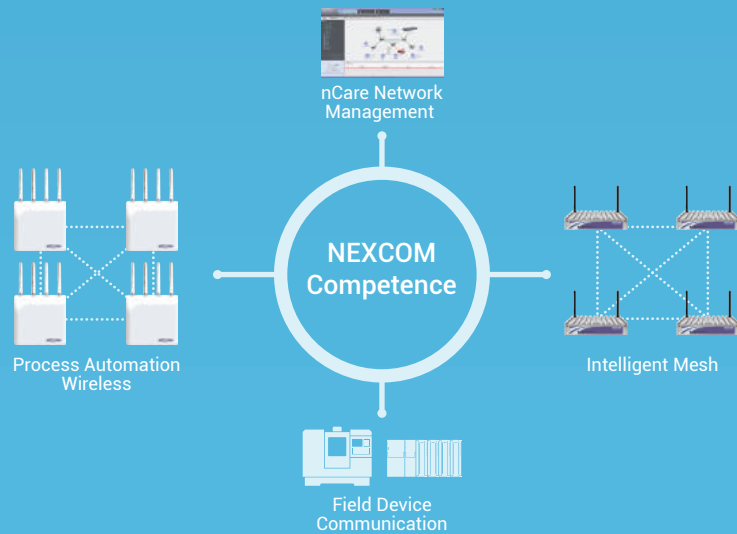 nCare Network
Management
NEXCOM
Competence
Process Automation
Wireless
Intelligent Mesh
Field Device
Communication